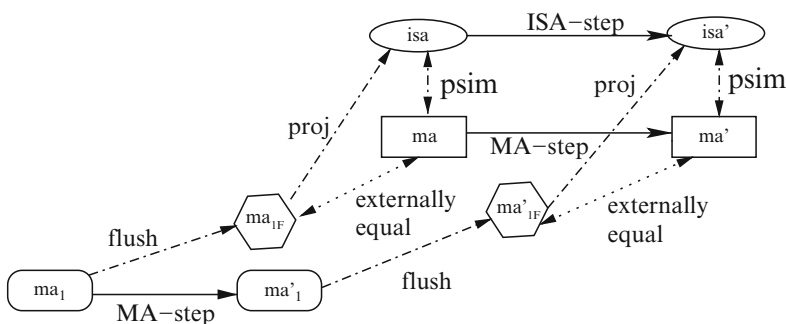 isa
ISA−step
isa'
psim
proj
psim
proj
ma
MA−step
ma'
ma1F
externally
equal
ma'1F
externally
equal
flush
flush
ma1
MA−step
ma'1